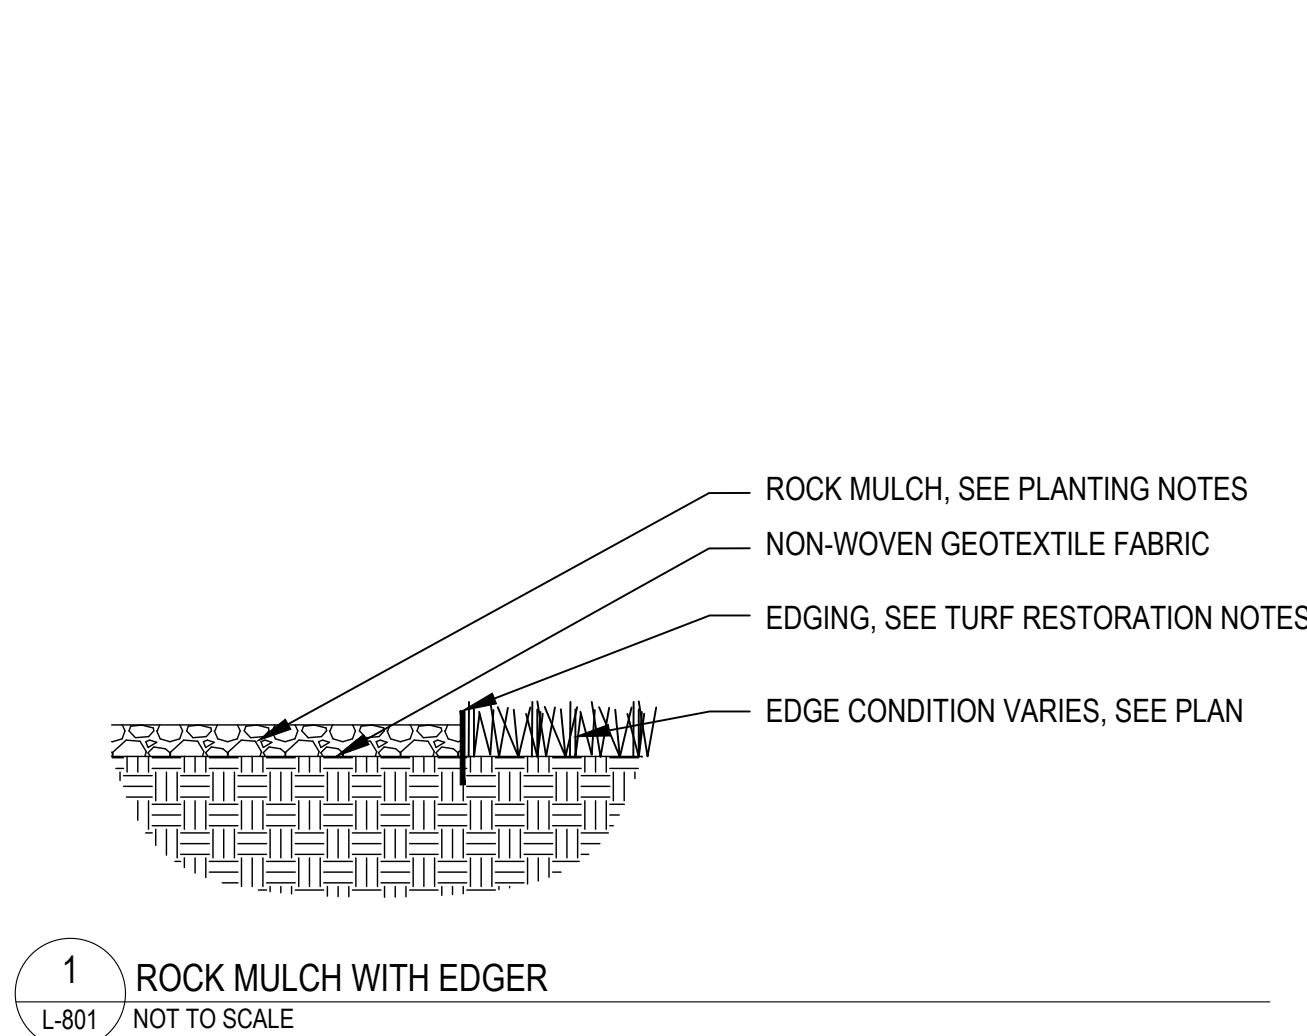 ROCK MULCH, SEE PLANTING NOTES
NON-WOVEN GEOTEXTILE FABRIC
EDGING, SEE TURF RESTORATION NOTES
EDGE CONDITION VARIES, SEE PLAN
1
ROCK MULCH WITH EDGER
L-801
NOT TO SCALE